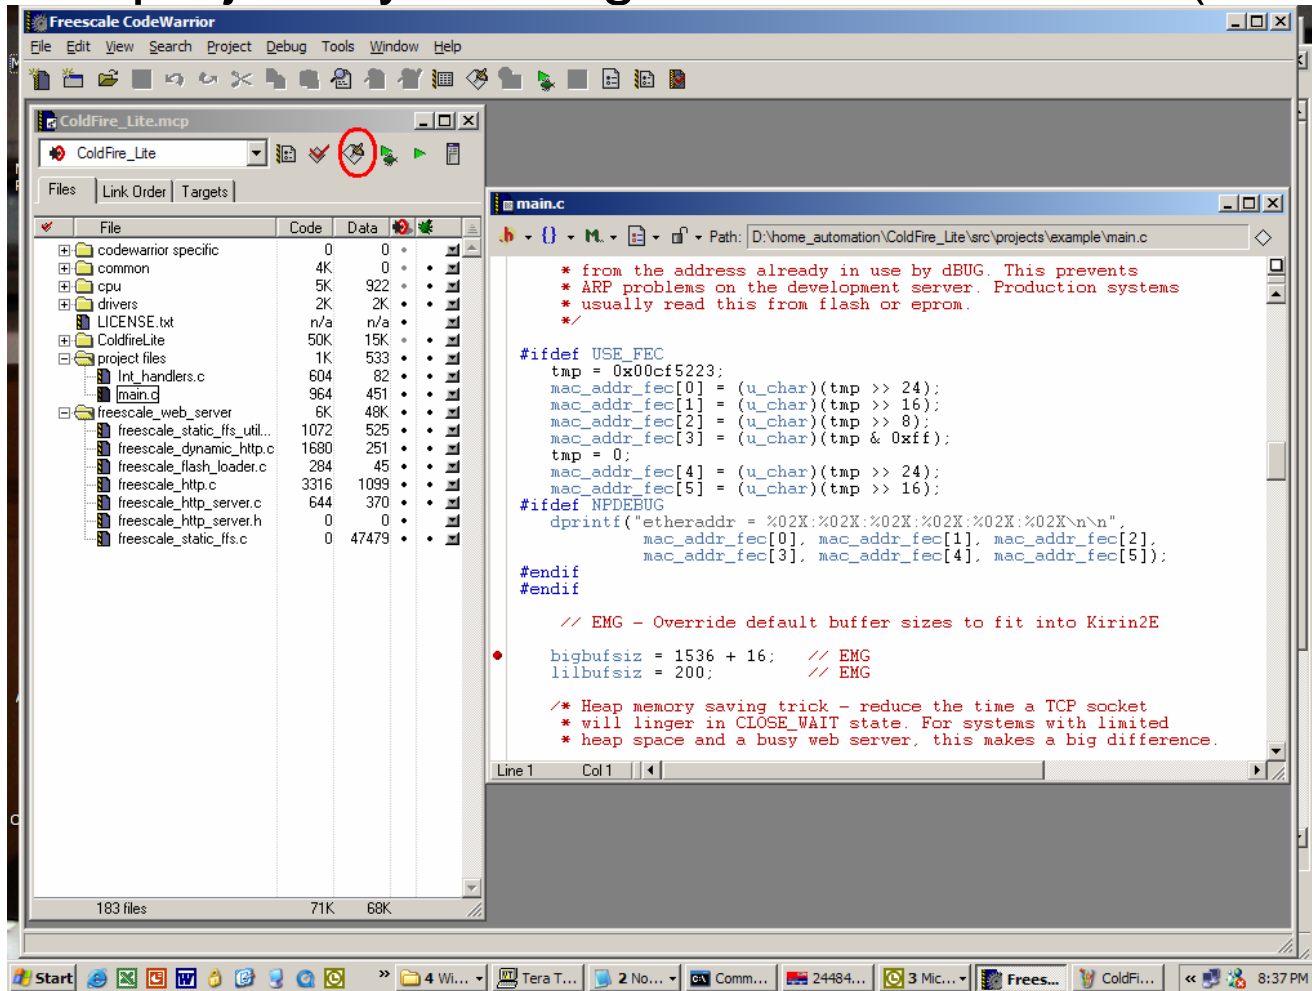 Freescale CodeWarrior
File Edit View Search Project Debug Tools Window Help
ColdFire_Lite.mcp
ColdFire_Lite
Files Link Order Targets
File Code Data
codewarrior specific 0 0
common 4K 0
cpu 5K 922
drivers 2K 2K
LICENSE.txt n/a n/a
ColdfireLite 50K 15K
project files 1K 533
Int_handlers.c 604 82
main.c 964 451
freescale_web_server 6K 48K
freescale_static_ffs_util... 1072 525
freescale_dynamic_http.c 1680 251
freescale_flash_loader.c 284 45
freescale_http.c 3316 1099
freescale_http_server.c 644 370
freescale_http_server.h 0 0
freescale_static_ffs.c 0 47479
183 files 71K 68K
main.c
Path: D:\home_automation\ColdFire_Lite\src\projects\example\main.c
* from the address already in use by dBUG. This prevents
* ARP problems on the development server. Production systems
* usually read this from flash or eprom.
*/
#ifdef USE_FEC
tmp = 0x00cf5223;
mac_addr_fec[0] = (u_char)(tmp >> 24);
mac_addr_fec[1] = (u_char)(tmp >> 16);
mac_addr_fec[2] = (u_char)(tmp >> 8);
mac_addr_fec[3] = (u_char)(tmp & 0xff);
tmp = 0;
mac_addr_fec[4] = (u_char)(tmp >> 24);
mac_addr_fec[5] = (u_char)(tmp >> 16);
#ifdef NPDEBUG
dprintf("etheraddr = %02X:%02X:%02X:%02X:%02X:%02X\n\n",
mac_addr_fec[0], mac_addr_fec[1], mac_addr_fec[2],
mac_addr_fec[3], mac_addr_fec[4], mac_addr_fec[5]);
#endif
#endif
// EMG - Override default buffer sizes to fit into Kirin2E
bigbufsiz = 1536 + 16; // EMG
lilbufsiz = 200; // EMG
/* Heap memory saving trick - reduce the time a TCP socket
* will linger in CLOSE_WAIT state. For systems with limited
* heap space and a busy web server, this makes a big difference.
Line 1 Col 1
Start » 4 Wi... Tera T... 2 No... Comm... 24484... 3 Mic... Frees... ColdFi... « 8:37 PM